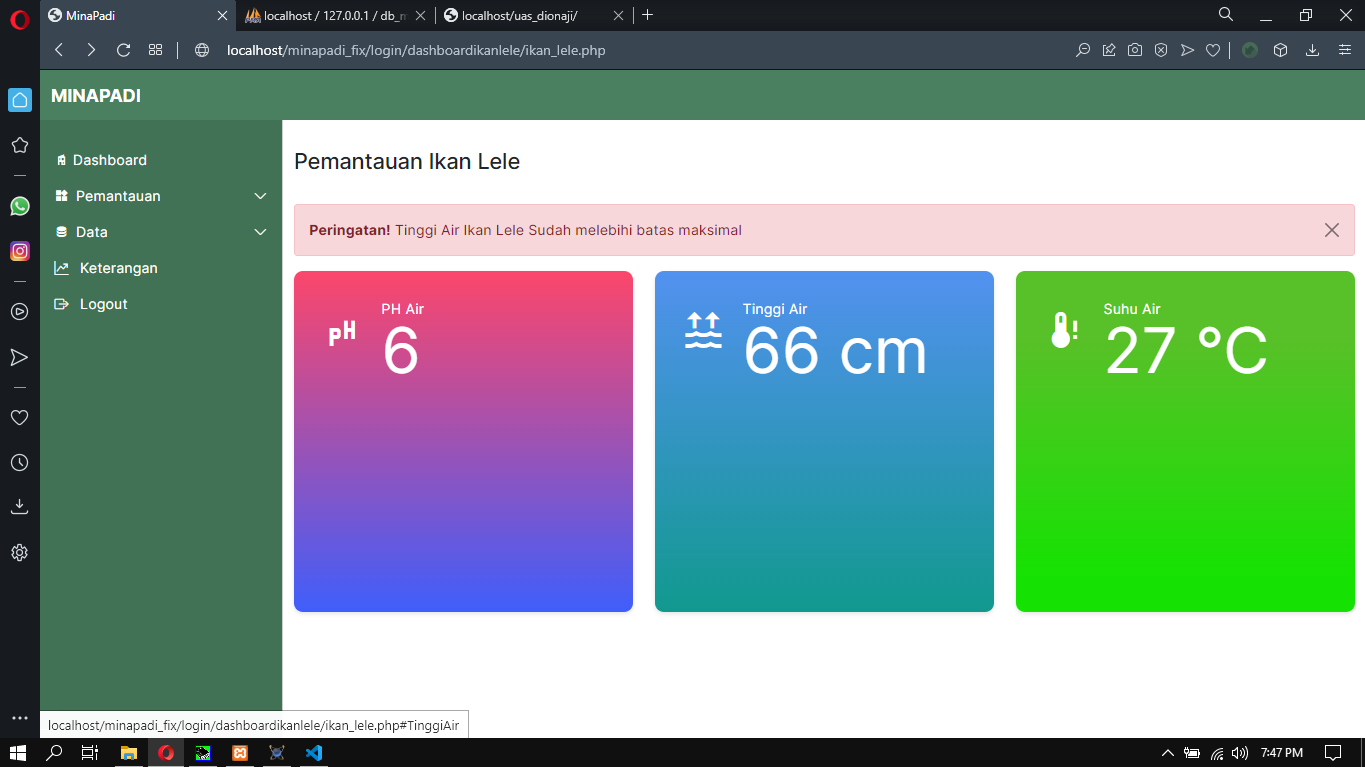 MinaPadi
localhost / 127.0.0.1 / db_m
localhost/uas_dionaji/
localhost/minapadi_fix/login/dashboardikanlele/ikan_lele.php
MINAPADI
Dashboard
Pemantauan
Data
Keterangan
Logout
Pemantauan Ikan Lele
Peringatan! Tinggi Air Ikan Lele Sudah melebihi batas maksimal
pH
PH Air
6
Tinggi Air
66 cm
Suhu Air
27 °C
localhost/minapadi_fix/login/dashboardikanlele/ikan_lele.php#TinggiAir
7:47 PM